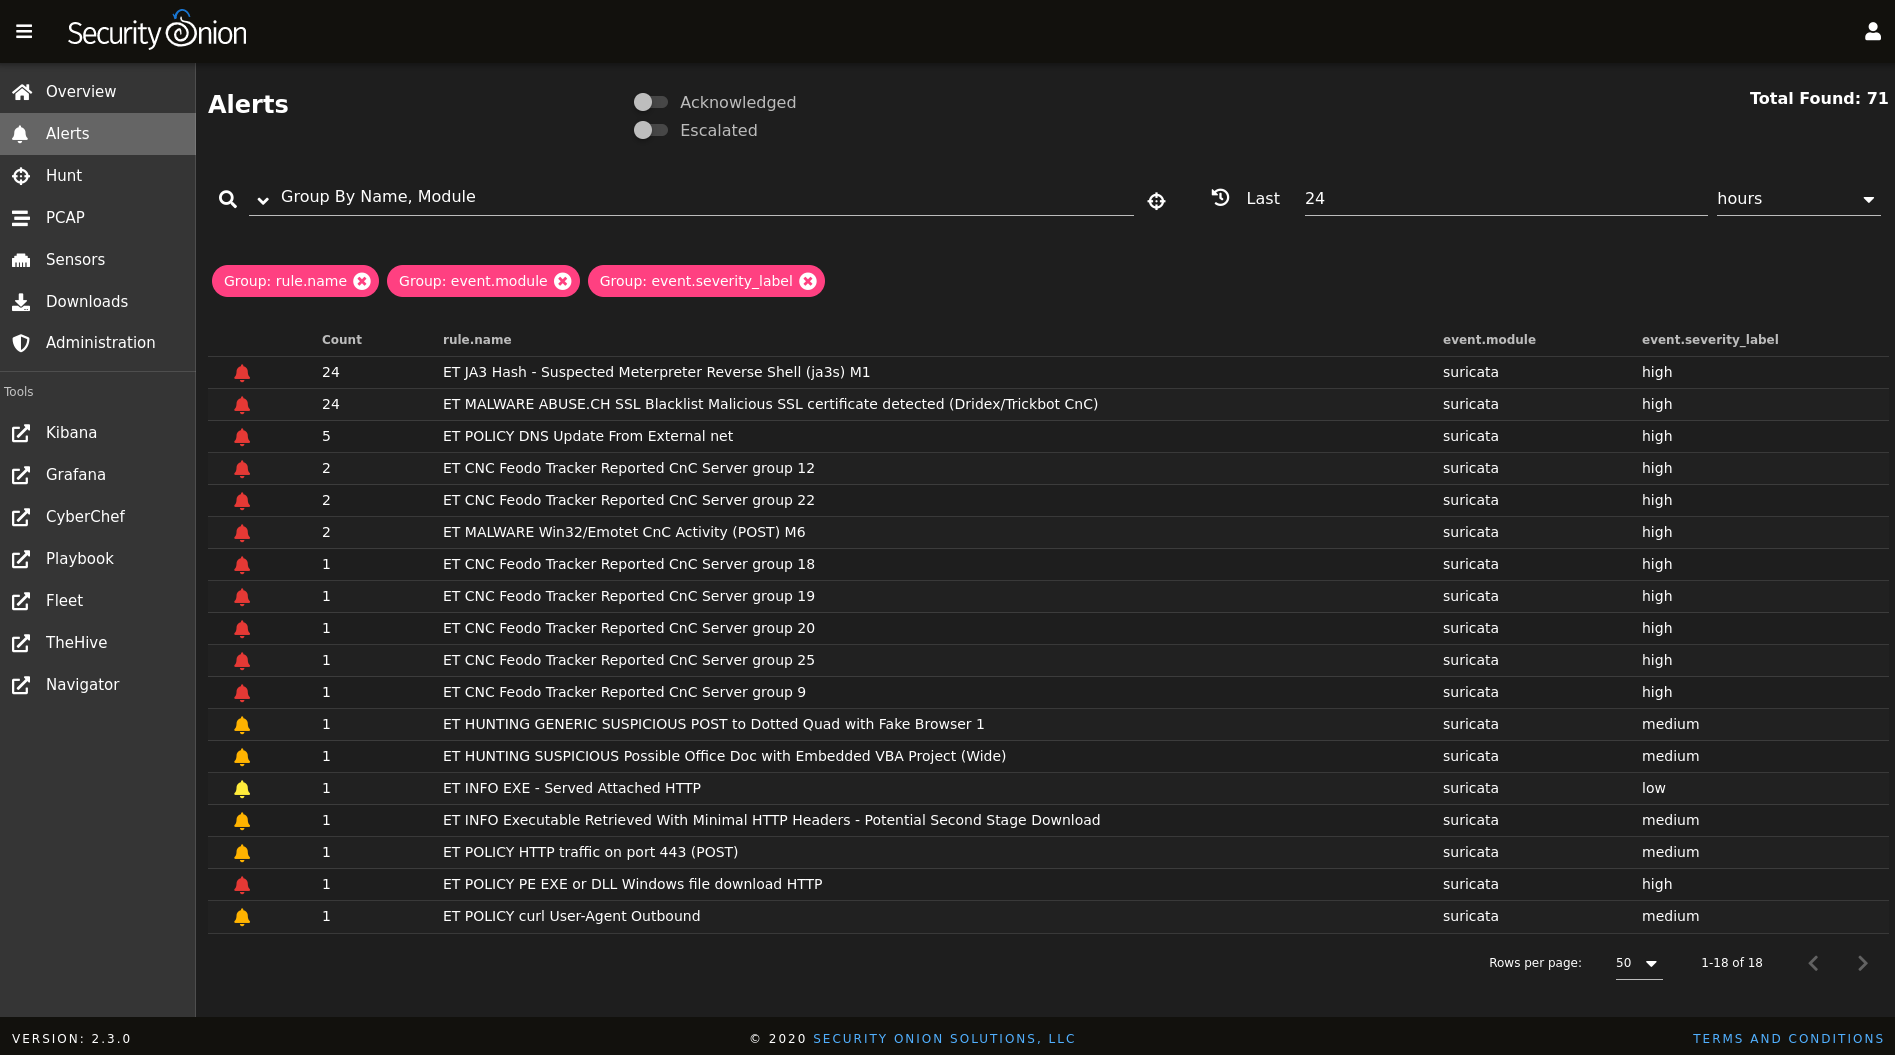 Security Onion
Overview
Alerts
Hunt
PCAP
Sensors
Downloads
Administration
Tools
Kibana
Grafana
CyberChef
Playbook
Fleet
TheHive
Navigator
Alerts
Acknowledged
Escalated
Total Found: 71
Group By Name, Module Last 24 hours
Group: rule.name Group: event.module Group: event.severity_label
Count rule.name event.module event.severity_label
24 ET JA3 Hash - Suspected Meterpreter Reverse Shell (ja3s) M1 suricata high
24 ET MALWARE ABUSE.CH SSL Blacklist Malicious SSL certificate detected (Dridex/Trickbot CnC) suricata high
5 ET POLICY DNS Update From External net suricata high
2 ET CNC Feodo Tracker Reported CnC Server group 12 suricata high
2 ET CNC Feodo Tracker Reported CnC Server group 22 suricata high
2 ET MALWARE Win32/Emotet CnC Activity (POST) M6 suricata high
1 ET CNC Feodo Tracker Reported CnC Server group 18 suricata high
1 ET CNC Feodo Tracker Reported CnC Server group 19 suricata high
1 ET CNC Feodo Tracker Reported CnC Server group 20 suricata high
1 ET CNC Feodo Tracker Reported CnC Server group 25 suricata high
1 ET CNC Feodo Tracker Reported CnC Server group 9 suricata high
1 ET HUNTING GENERIC SUSPICIOUS POST to Dotted Quad with Fake Browser 1 suricata medium
1 ET HUNTING SUSPICIOUS Possible Office Doc with Embedded VBA Project (Wide) suricata medium
1 ET INFO EXE - Served Attached HTTP suricata low
1 ET INFO Executable Retrieved With Minimal HTTP Headers - Potential Second Stage Download suricata medium
1 ET POLICY HTTP traffic on port 443 (POST) suricata medium
1 ET POLICY PE EXE or DLL Windows file download HTTP suricata high
1 ET POLICY curl User-Agent Outbound suricata medium
Rows per page: 50 1-18 of 18
VERSION: 2.3.0 © 2020 SECURITY ONION SOLUTIONS, LLC TERMS AND CONDITIONS